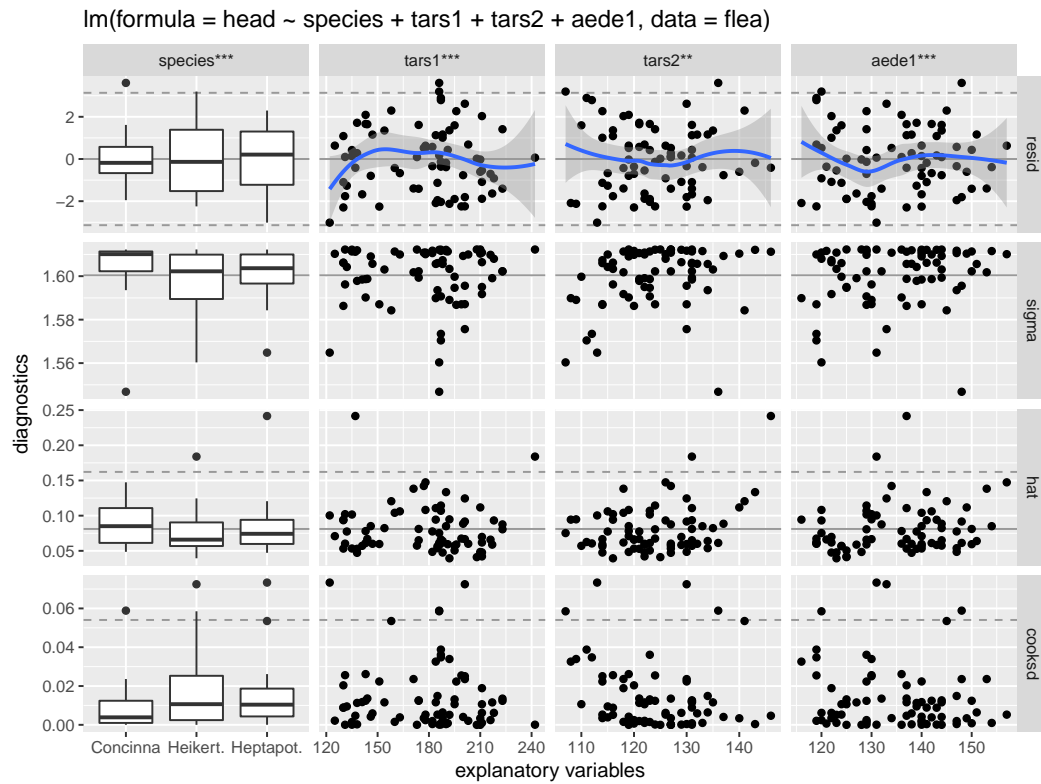 lm(formula = head ~ species + tars1 + tars2 + aede1, data = flea)
species*** tars1*** tars2** aede1***
2
0
−2
resid
1.60
1.58
1.56
sigma
0.25
0.20
0.15
0.10
0.05
hat
0.06
0.04
0.02
0.00
cooksd
diagnostics
Concinna Heikert. Heptapot. 120 150 180 210 240 110 120 130 140 120 130 140 150
explanatory variables